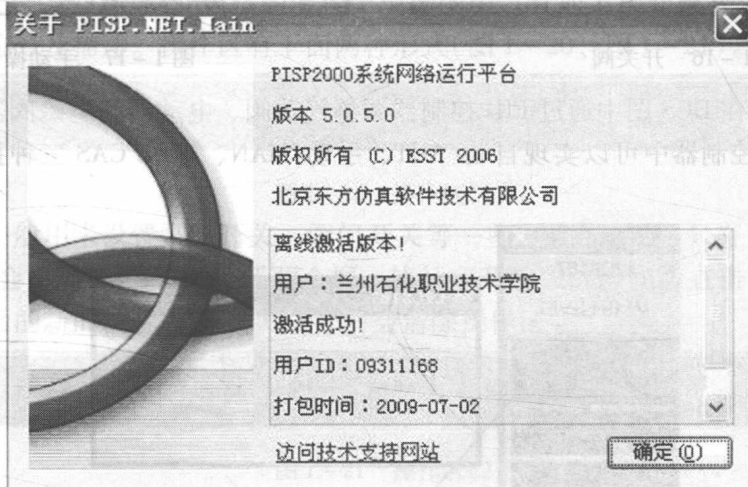 关于 PISP.NET.Main
PISP2000系统网络运行平台
版本 5.0.5.0
版权所有 (C) ESST 2006
北京东方仿真软件技术有限公司
离线激活版本!
用户：兰州石化职业技术学院
激活成功!
用户ID：09311168
打包时间：2009-07-02
访问技术支持网站
确定(O)